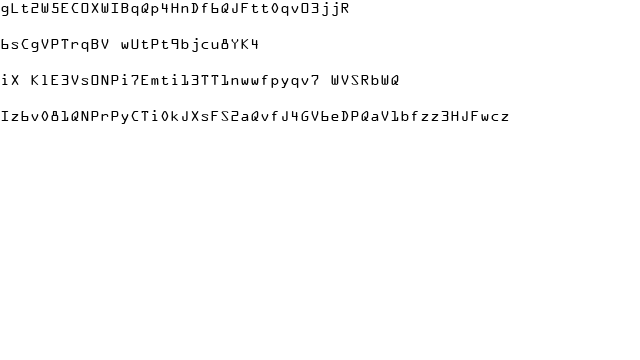 gLt2W5ECOXWIBqQp4HnDf6QJFtt0qvO3jjR
6sCgVPTrqBV wUtPt9bjcu8YK4
iX K1E3VsONPi7Emti13TT1nwwfpyqv7 WVSRbWQ
Iz6v081QNPrPyCTi0kJXsFS2aQvfJ4GV6eDPQaV1bfzz3HJFwcz